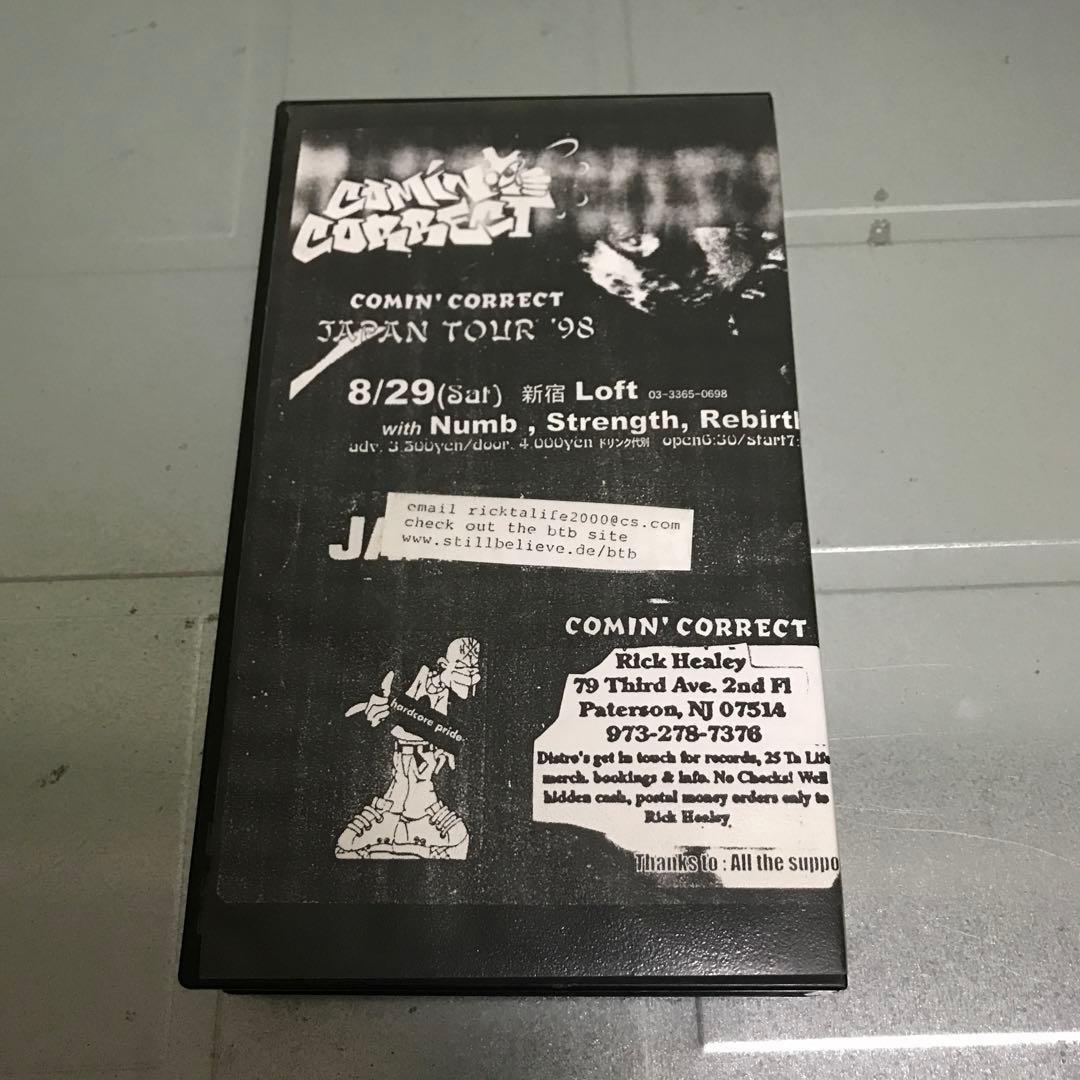 COMIN'
CORRECT
COMIN' CORRECT
JAPAN TOUR '98
8/29(Sat) 新宿 Loft 03-3365-0698
with Numb , Strength, Rebirth
adv. 3.500yen/door. 4.000yen ドリンク代別 open6:30/start7:
JA
email ricktalife2000@cs.com
check out the btb site
www.stillbelieve.de/btb
hardcore pride
COMIN' CORRECT
Rick Healey
79 Third Ave. 2nd Fl
Paterson, NJ 07514
973-278-7376
Distro's get in touch for records, 25 Ta Life
merch. bookings & info. No Checks! Well
hidden cash, postal money orders only to
Rick Healey
Thanks to : All the suppo